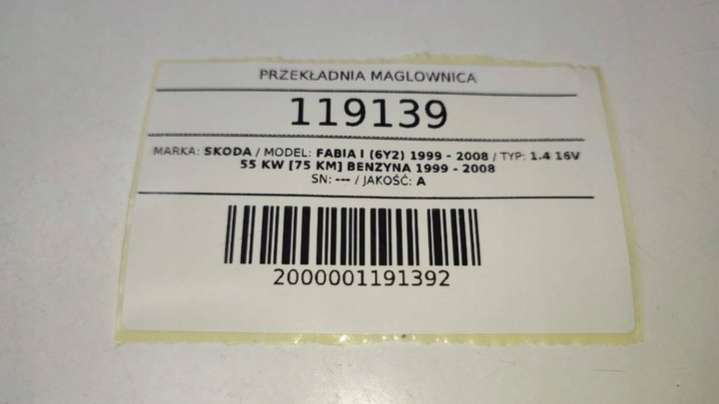 PRZEKŁADNIA MAGLOWNICA
119139
MARKA: SKODA / MODEL: FABIA I (6Y2) 1999 - 2008 / TYP: 1.4 16V
55 KW [75 KM] BENZYNA 1999 - 2008
SN: --- / JAKOŚĆ: A
2000001191392